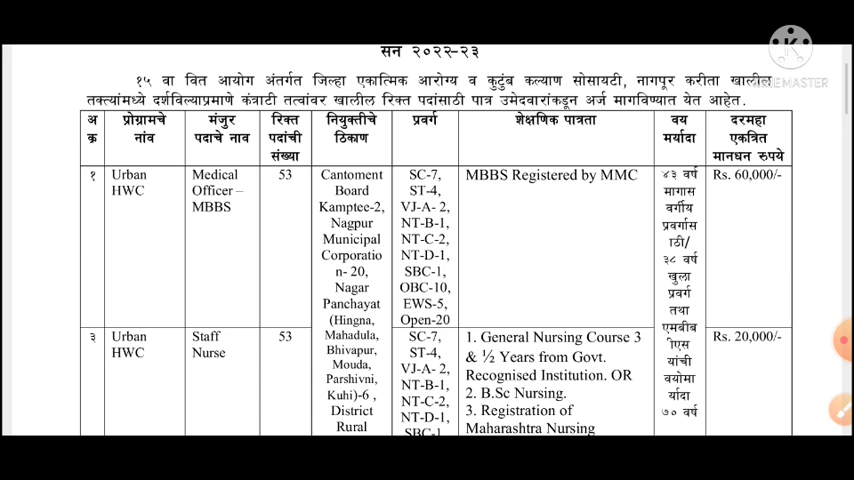 सन २०२२-२३
१५ वा वित आयोग अंतर्गत जिल्हा एकात्मिक आरोग्य व कुटुंब कल्याण सोसायटी, नागपूर करीता खालील
तक्त्यांमध्ये दर्शविल्याप्रमाणे कंत्राटी तत्वांवर खालील रिक्त पदांसाठी पात्र उमेदवारांकडून अर्ज मागविण्यात येत आहेत.
अ क्र
प्रोग्रामचे नांव
मंजुर पदाचे नाव
रिक्त पदांची संख्या
नियुक्तीचे ठिकाण
प्रवर्ग
शेक्षणिक पात्रता
वय मर्यादा
दरमहा एकत्रित मानधन रुपये
१
Urban
HWC
Medical
Officer –
MBBS
53
Cantoment
Board
Kamptee-2,
Nagpur
Municipal
Corporatio
n- 20,
Nagar
Panchayat
(Hingna,
Mahadula,
Bhivapur,
Mouda,
Parshivni,
Kuhi)-6 ,
District
Rural
SC-7,
ST-4,
VJ-A- 2,
NT-B-1,
NT-C-2,
NT-D-1,
SBC-1,
OBC-10,
EWS-5,
Open-20
MBBS Registered by MMC
४३ वर्ष
मागास
वर्गीय
प्रवर्गास
ाठी/
३८ वर्ष
खुला
प्रवर्ग
तथा
एमबीब
ीएस
यांची
वयोमा
र्यादा
७० वर्ष
Rs. 60,000/-
३
Urban
HWC
Staff
Nurse
53
SC-7,
ST-4,
VJ-A- 2,
NT-B-1,
NT-C-2,
NT-D-1,
SBC-1
1. General Nursing Course 3
& ½ Years from Govt.
Recognised Institution. OR
2. B.Sc Nursing.
3. Registration of
Maharashtra Nursing
Rs. 20,000/-